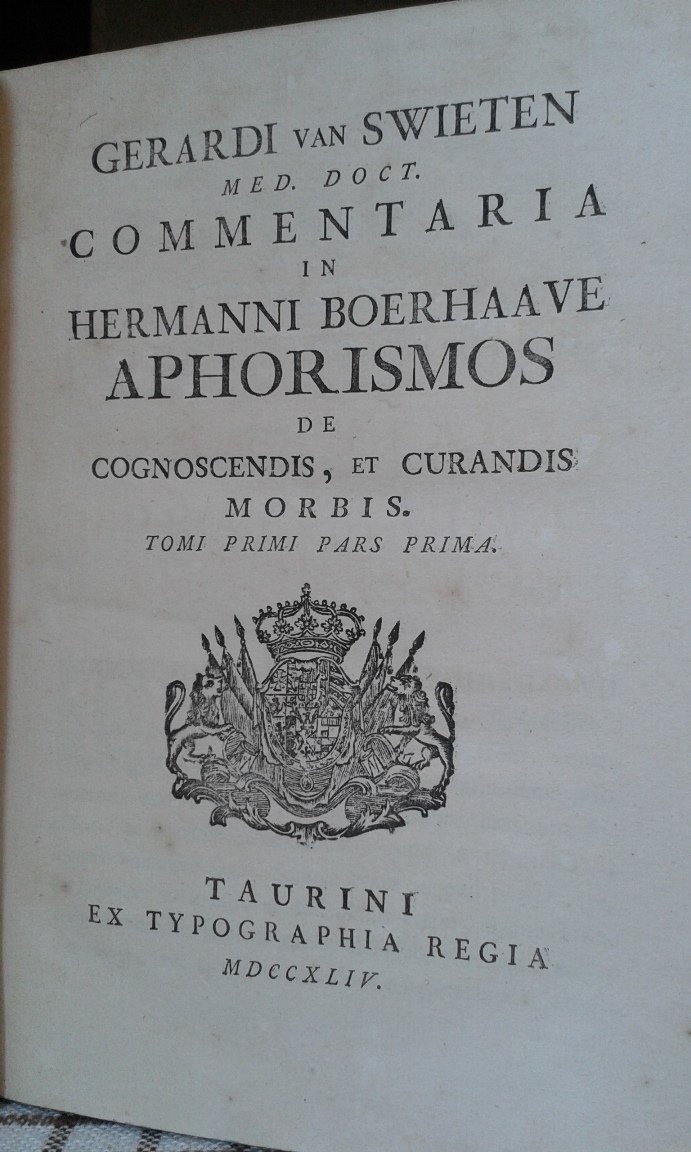 GERARDI VAN SWIETEN
MED. DOCT.
COMMENTARIA
IN
HERMANNI BOERHAAVE
APHORISMOS
DE
COGNOSCENDIS, ET CURANDIS
MORBIS.
TOMI PRIMI PARS PRIMA.
TAURINI
EX TYPOGRAPHIA REGIA
MDCCXLIV.